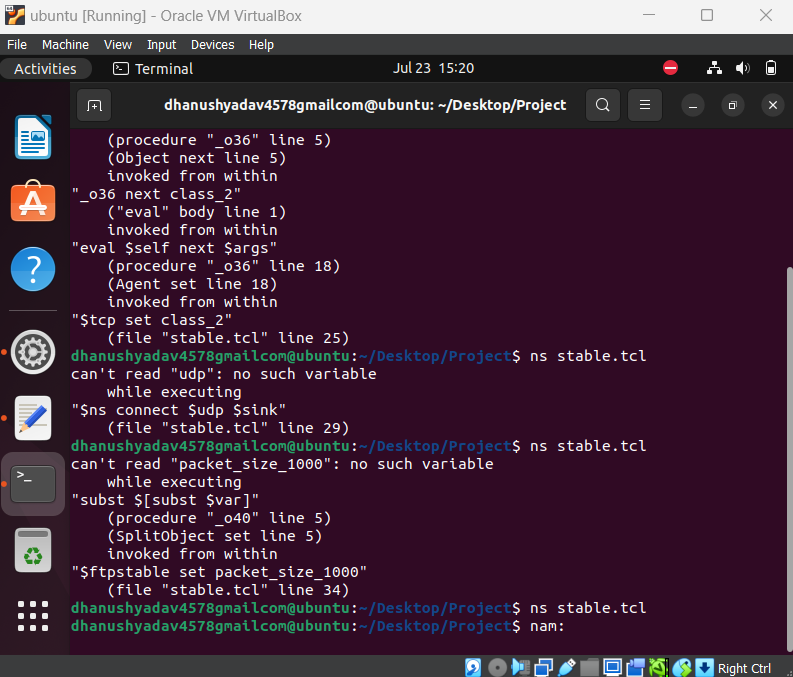 ubuntu [Running] - Oracle VM VirtualBox
File Machine View Input Devices Help
Activities Terminal Jul 23 15:20
dhanushyadav4578gmailcom@ubuntu: ~/Desktop/Project
(procedure "_o36" line 5)
(Object next line 5)
invoked from within
"_o36 next class_2"
("eval" body line 1)
invoked from within
"eval $self next $args"
(procedure "_o36" line 18)
(Agent set line 18)
invoked from within
"$tcp set class_2"
(file "stable.tcl" line 25)
dhanushyadav4578gmailcom@ubuntu:~/Desktop/Project$ ns stable.tcl
can't read "udp": no such variable
while executing
"$ns connect $udp $sink"
(file "stable.tcl" line 29)
dhanushyadav4578gmailcom@ubuntu:~/Desktop/Project$ ns stable.tcl
can't read "packet_size_1000": no such variable
while executing
"subst $[subst $var]"
(procedure "_o40" line 5)
(SplitObject set line 5)
invoked from within
"$ftpstable set packet_size_1000"
(file "stable.tcl" line 34)
dhanushyadav4578gmailcom@ubuntu:~/Desktop/Project$ ns stable.tcl
dhanushyadav4578gmailcom@ubuntu:~/Desktop/Project$ nam:
Right Ctrl